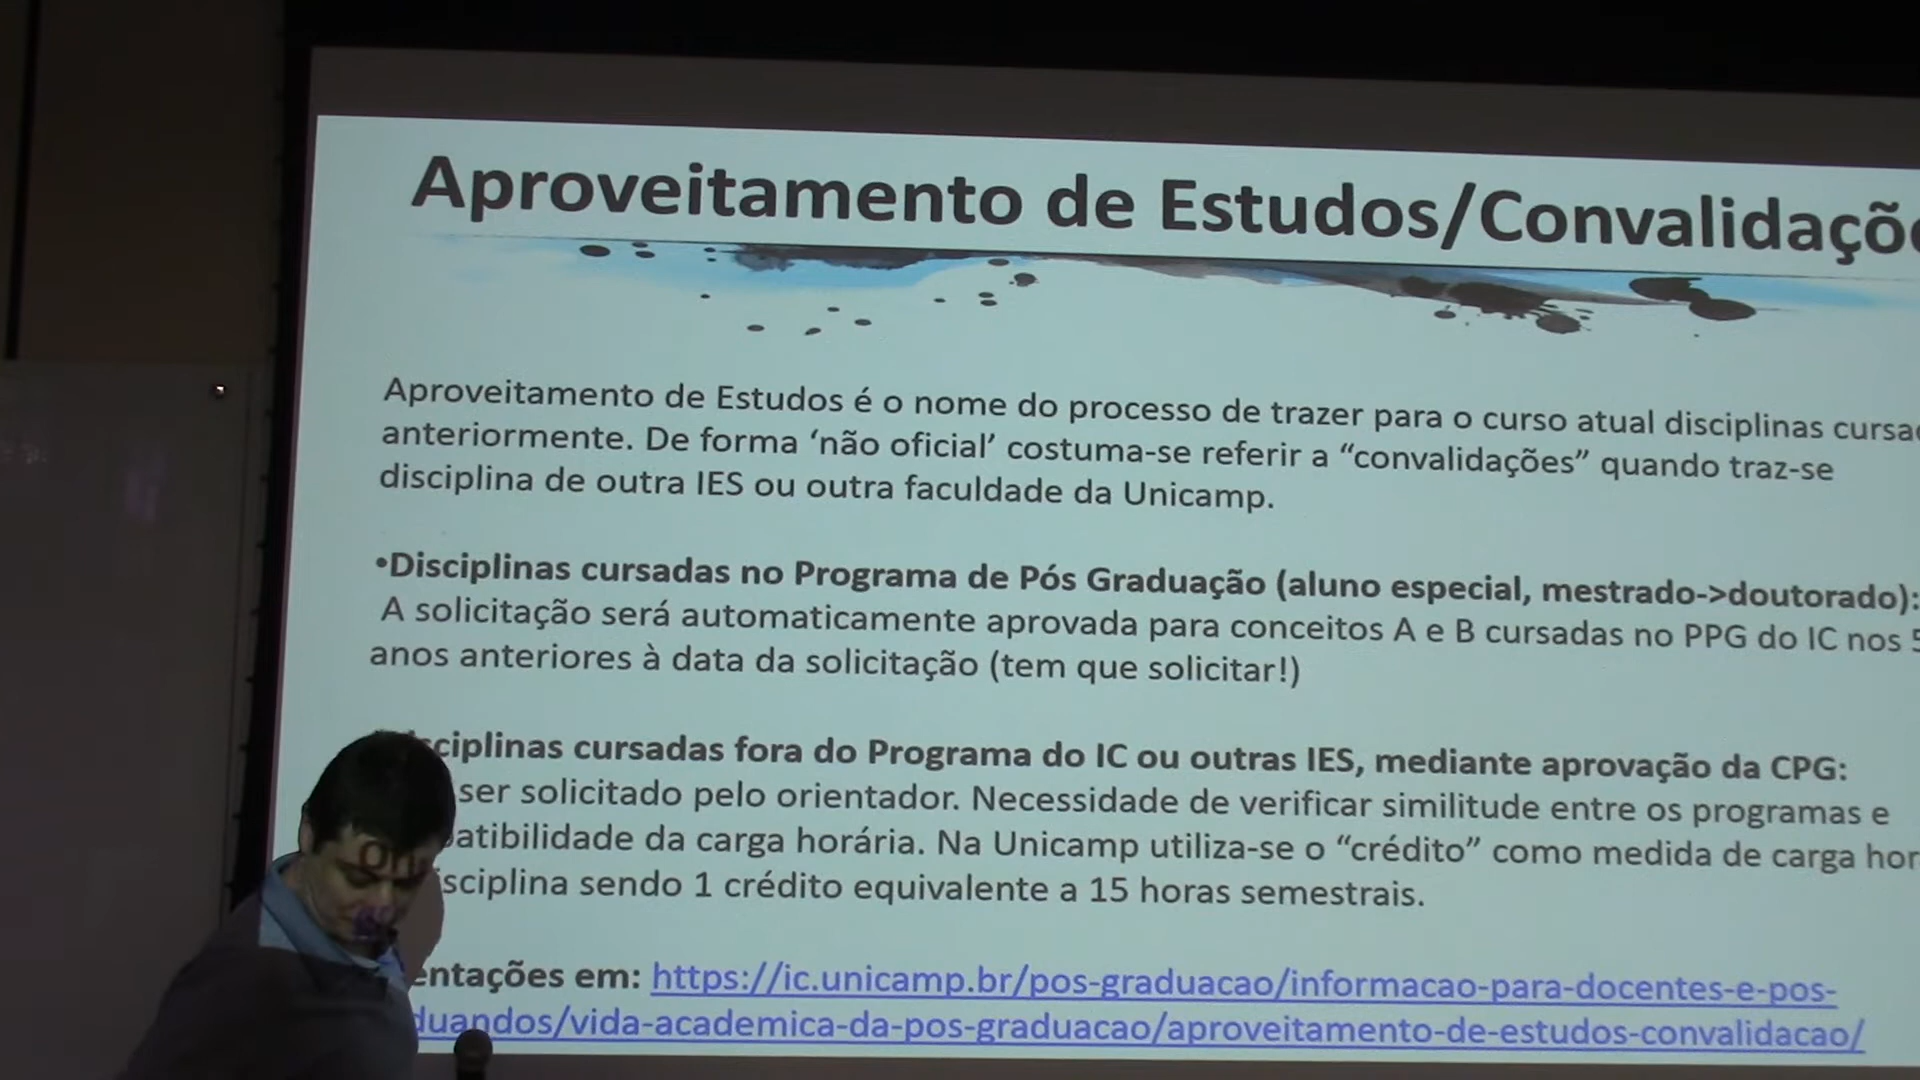 Aproveitamento de Estudos/Convalidaçõ
Aproveitamento de Estudos é o nome do processo de trazer para o curso atual disciplinas cursa
anteriormente. De forma ‘não oficial’ costuma-se referir a “convalidações” quando traz-se
disciplina de outra IES ou outra faculdade da Unicamp.
•Disciplinas cursadas no Programa de Pós Graduação (aluno especial, mestrado->doutorado):
A solicitação será automaticamente aprovada para conceitos A e B cursadas no PPG do IC nos 5
anos anteriores à data da solicitação (tem que solicitar!)
ciplinas cursadas fora do Programa do IC ou outras IES, mediante aprovação da CPG:
ser solicitado pelo orientador. Necessidade de verificar similitude entre os programas e
atibilidade da carga horária. Na Unicamp utiliza-se o “crédito” como medida de carga hor
isciplina sendo 1 crédito equivalente a 15 horas semestrais.
entações em: https://ic.unicamp.br/pos-graduacao/informacao-para-docentes-e-pos-
duandos/vida-academica-da-pos-graduacao/aproveitamento-de-estudos-convalidacao/